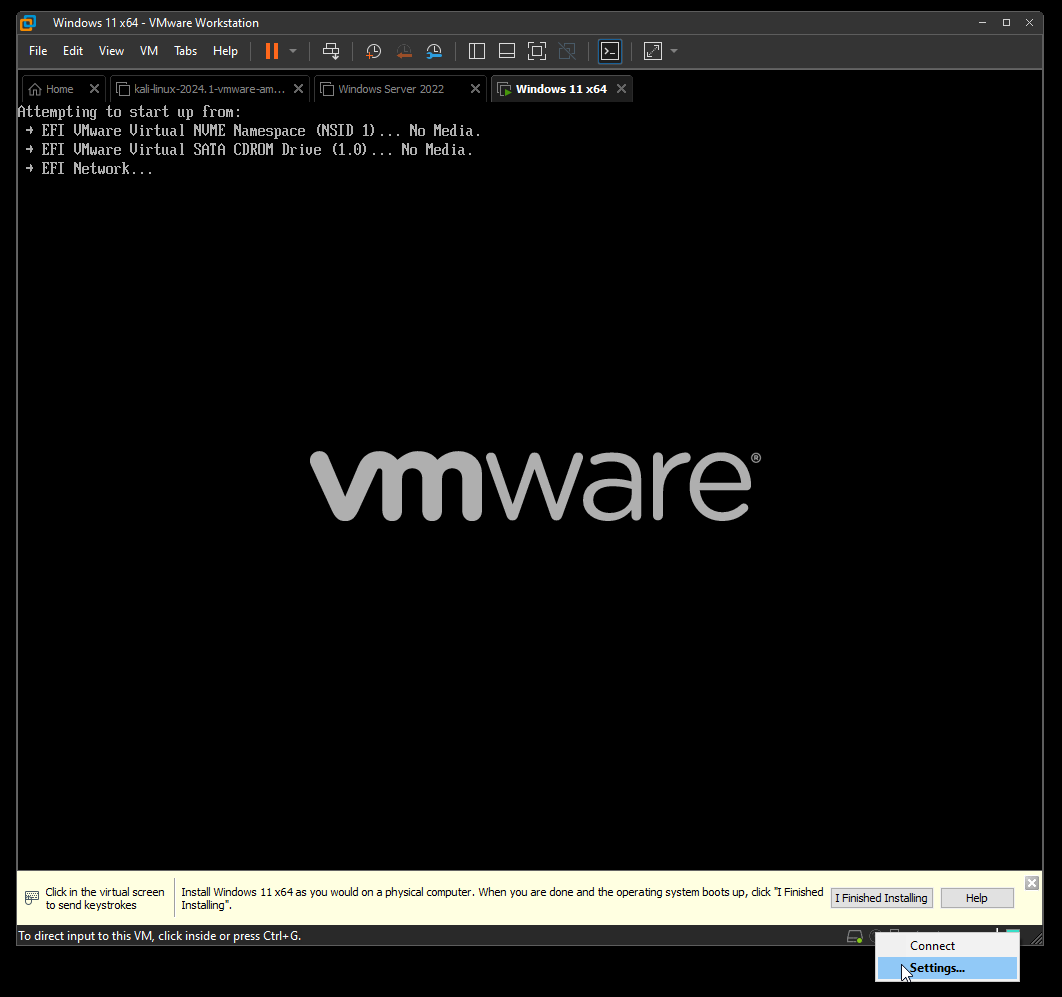 Windows 11 x64 - VMware Workstation
File Edit View VM Tabs Help
Home kali-linux-2024.1-vmware-am... Windows Server 2022 Windows 11 x64
Attempting to start up from:
→ EFI VMware Virtual NVME Namespace (NSID 1)... No Media.
→ EFI VMware Virtual SATA CDROM Drive (1.0)... No Media.
→ EFI Network...
vmware®
Click in the virtual screen
to send keystrokes
Install Windows 11 x64 as you would on a physical computer. When you are done and the operating system boots up, click "I Finished
Installing".
I Finished Installing
Help
To direct input to this VM, click inside or press Ctrl+G.
Connect
Settings...